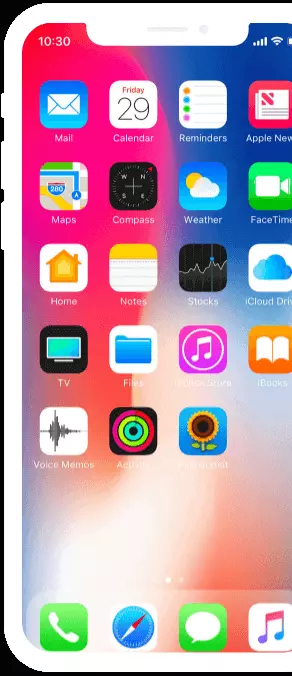 10:30
Friday
29
Mail Calendar Reminders Apple New
N
W E
S
280
Maps Compass Weather FaceTime
Home Notes Stocks iCloud Driv
TV Files iTunes Store iBooks
Voice Memos Activity